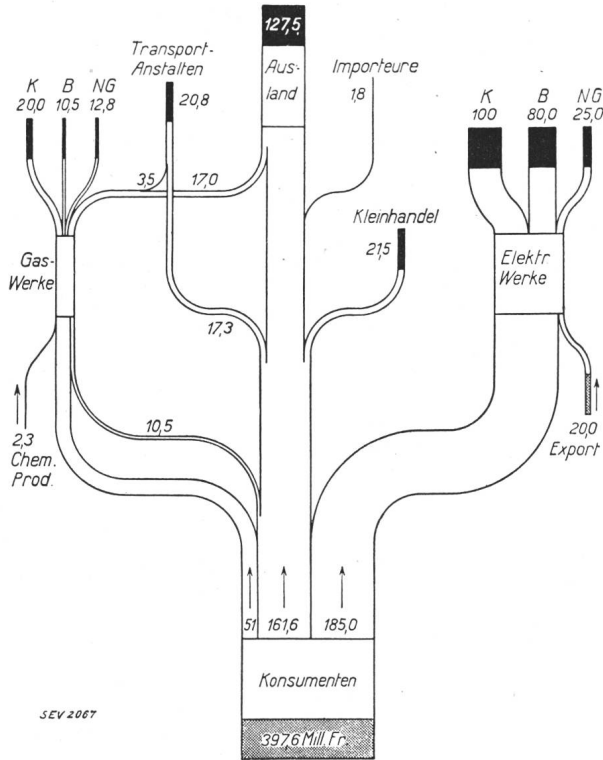 127,5
Aus-
land
Transport-
Anstalten
20,8
Importeure
1,8
K B NG
20,0 10,5 12,8
K B NG
100 80,0 25,0
3,5 17,0
Kleinhandel
21,5
Gas-
Werke
Elektr
Werke
17,3
10,5
2,3
Chem.
Prod.
20,0
Export
51 161,6 185,0
Konsumenten
397,6 Mill. Fr.
SEV 2067